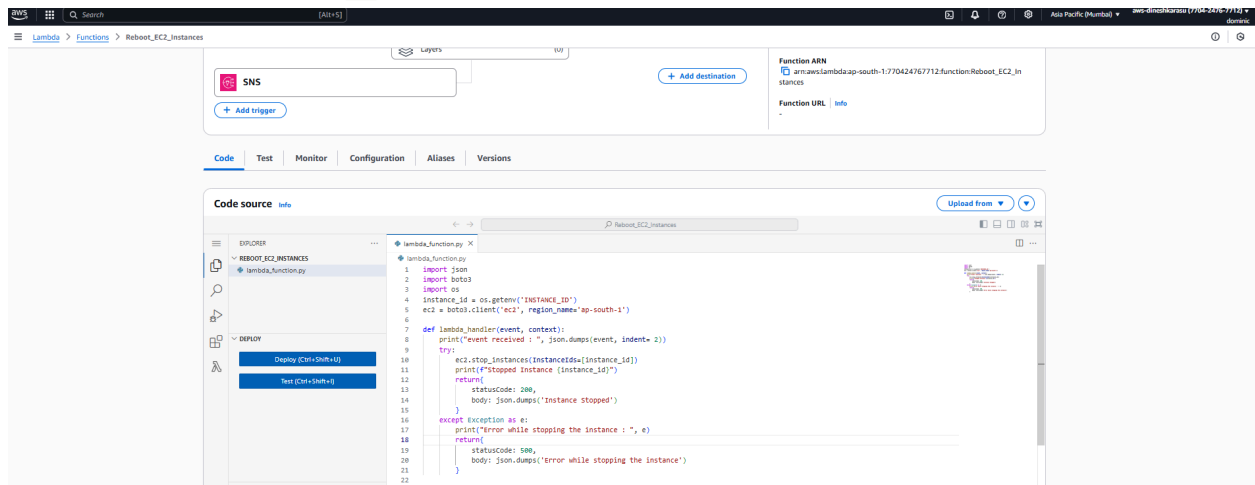 aws Search [Alt+S] Asia Pacific (Mumbai) ▾ aws-dineshkarasu (7704-2476-7712) ▾
dominic
Lambda > Functions > Reboot_EC2_Instances
Layers (0)
SNS
+ Add trigger
+ Add destination
Function ARN
arn:aws:lambda:ap-south-1:770424767712:function:Reboot_EC2_In
stances
Function URL Info
-
Code Test Monitor Configuration Aliases Versions
Code source Info
Upload from ▼
← → Reboot_EC2_Instances
EXPLORER ...
REBOOT_EC2_INSTANCES
lambda_function.py
DEPLOY
Deploy (Ctrl+Shift+U)
Test (Ctrl+Shift+I)
lambda_function.py ×
lambda_function.py
1 import json
2 import boto3
3 import os
4 instance_id = os.getenv('INSTANCE_ID')
5 ec2 = boto3.client('ec2', region_name='ap-south-1')
6
7 def lambda_handler(event, context):
8 print("event received : ", json.dumps(event, indent= 2))
9 try:
10 ec2.stop_instances(InstanceIds=[instance_id])
11 print(f"Stopped Instance {instance_id}")
12 return{
13 statusCode: 200,
14 body: json.dumps('Instance Stopped')
15 }
16 except Exception as e:
17 print("Error while stopping the instance : ", e)
18 return{
19 statusCode: 500,
20 body: json.dumps('Error while stopping the instance')
21 }
22